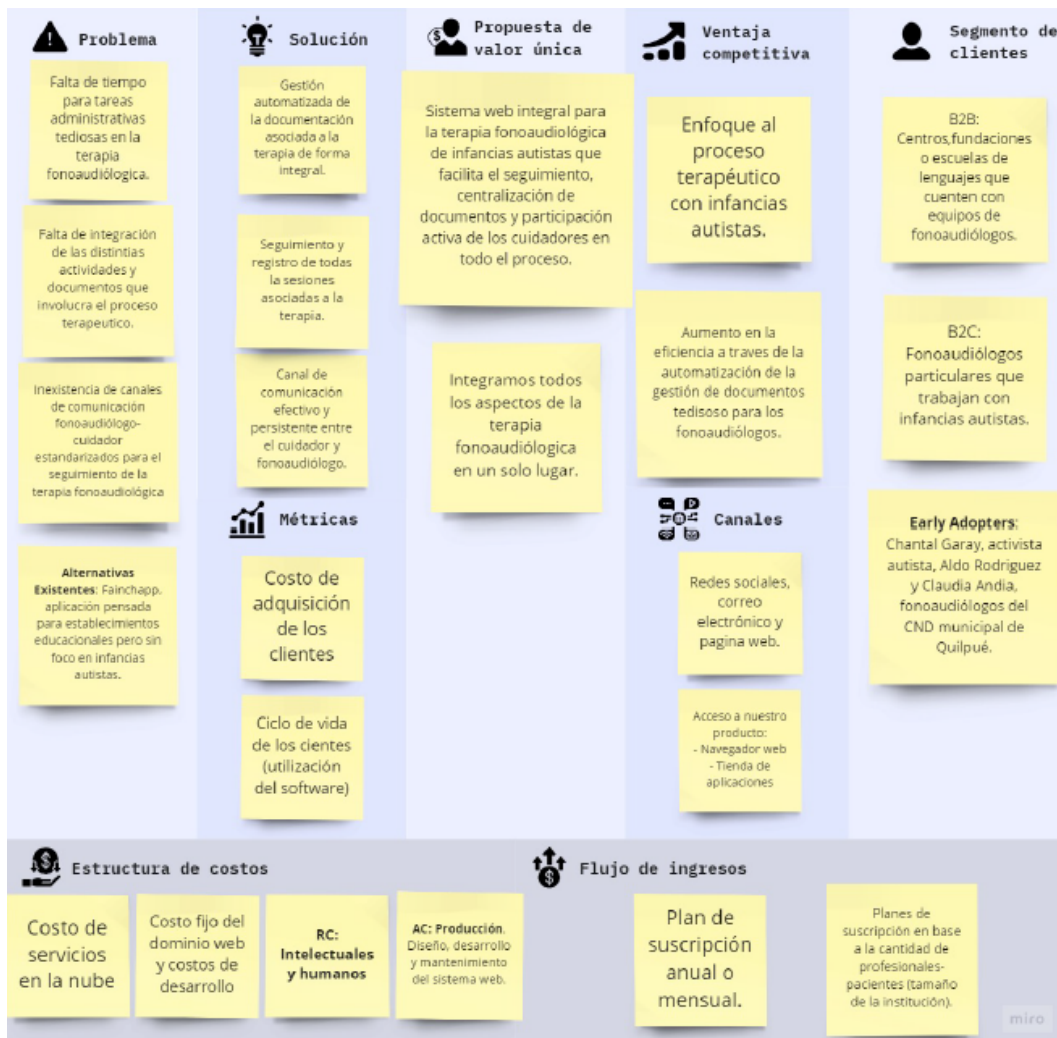 Problema
Falta de tiempo
para tareas
administrativas
tediosas en la
terapia
fonoaudiólogica.
Falta de integración
de las distintias
actividades y
documentos que
involucra el proceso
terapeutico.
Inexistencia de canales
de comunicación
fonoaudiólogo-
cuidador
estandarizados para el
seguimiento de la
terapia fonoaudiológica
Alternativas
Existentes: Fainchapp,
aplicación pensada
para establecimientos
educacionales pero sin
foco en infancias
autistas.
Solución
Gestión
automatizada de
la documentación
asociada a la
terapia de forma
integral.
Seguimiento y
registro de todas
la sesiones
asociadas a la
terapia.
Canal de
comunicación
efectivo y
persistente entre
el cuidador y
fonoaudiólogo.
Métricas
Costo de
adquisición
de los
clientes
Ciclo de vida
de los cientes
(utilización
del software)
Propuesta de
valor única
Sistema web integral para
la terapia fonoaudiológica
de infancias autistas que
facilita el seguimiento,
centralización de
documentos y participación
activa de los cuidadores en
todo el proceso.
Integramos todos
los aspectos de la
terapia
fonoaudiólogica
en un solo lugar.
Ventaja
competitiva
Enfoque al
proceso
terapéutico
con infancias
autistas.
Aumento en la
eficiencia a traves de la
automatización de la
gestión de documentos
tedisoso para los
fonoaudiólogos.
Canales
Redes sociales,
correo
electrónico y
pagina web.
Acceso a nuestro
producto:
- Navegador web
- Tienda de
aplicaciones
Segmento de
clientes
B2B:
Centros,fundaciones
o escuelas de
lenguajes que
cuenten con
equipos de
fonoaudiólogos.
B2C:
Fonoaudiólogos
particulares que
trabajan con
infancias autistas.
Early Adopters:
Chantal Garay, activista
autista, Aldo Rodriguez
y Claudia Andia,
fonoaudiólogos del
CND municipal de
Quilpué.
Estructura de costos
Costo de
servicios
en la nube
Costo fijo del
dominio web
y costos de
desarrollo
RC:
Intelectuales
y humanos
AC: Producción.
Diseño, desarrollo
y mantenimiento
del sistema web.
Flujo de ingresos
Plan de
suscripción
anual o
mensual.
Planes de
suscripción en base
a la cantidad de
profesionales-
pacientes (tamaño
de la institución).
miro